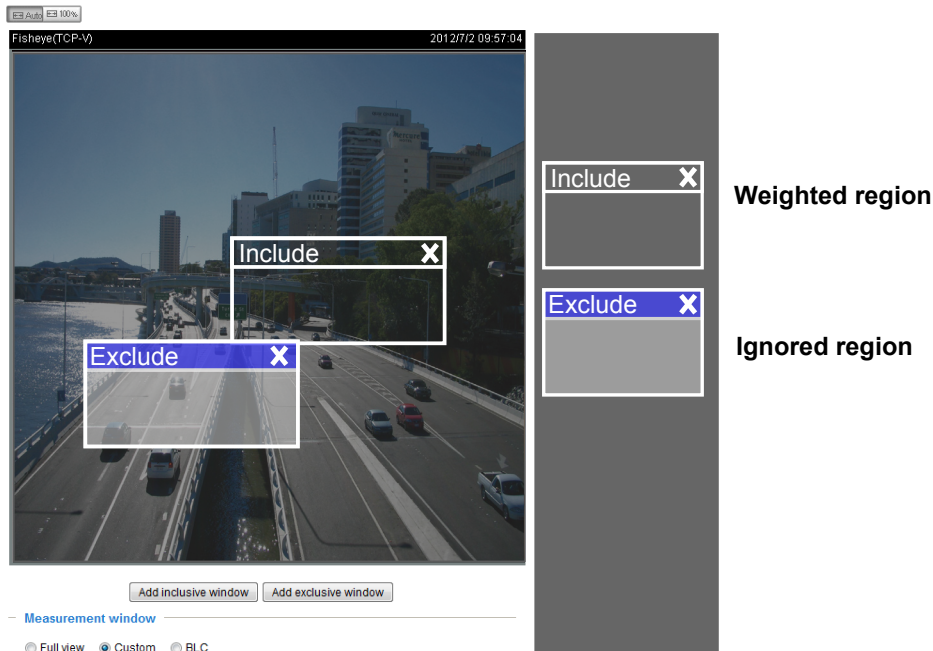 Auto 100%
Fisheye(TCP-V) 2012/7/2 09:57:04
Include
Weighted region
Include
Exclude
Ignored region
Exclude
Add inclusive window Add exclusive window
Measurement window
Full view Custom BLC